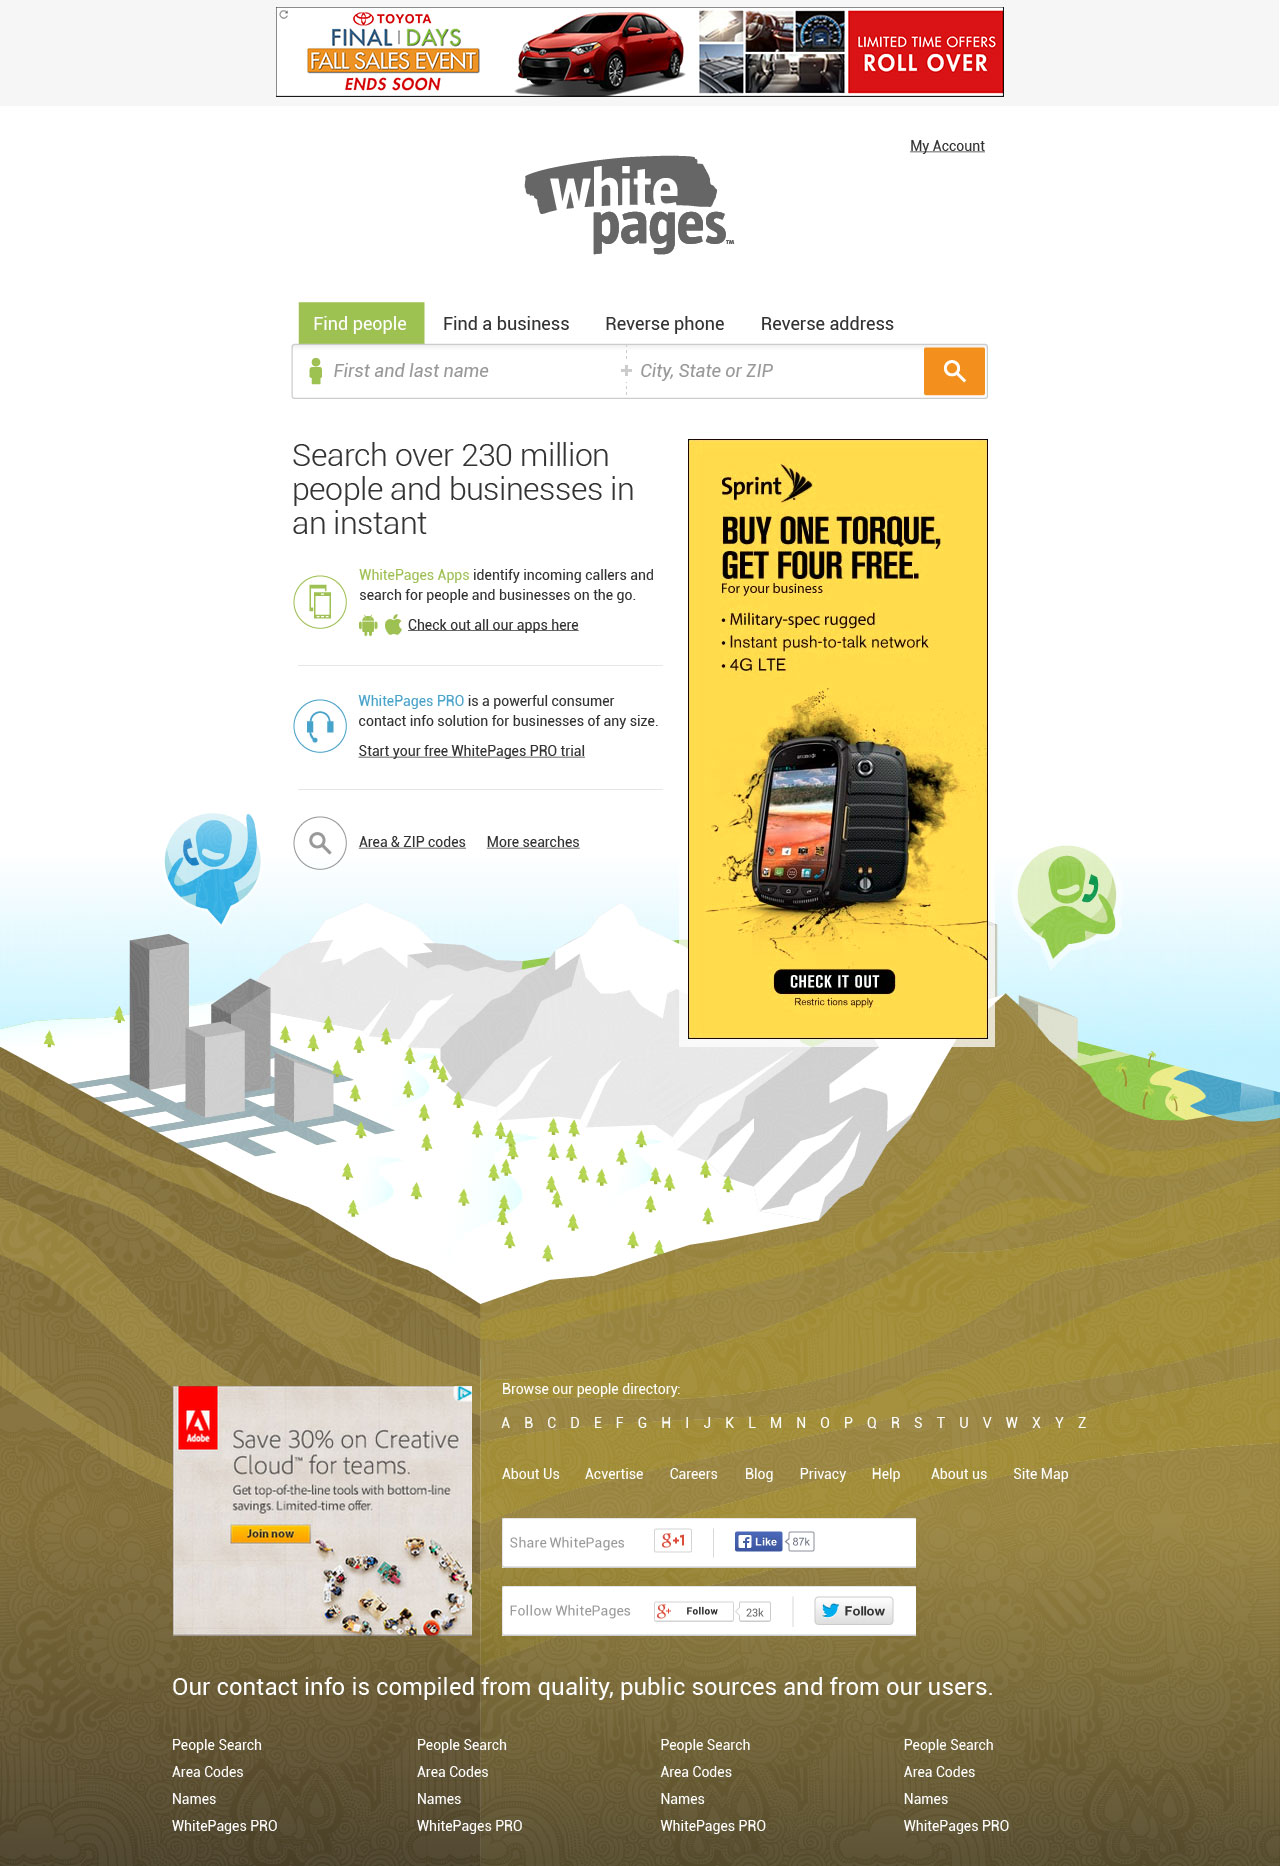 TOYOTA
FINAL | DAYS
FALL SALES EVENT
ENDS SOON
LIMITED TIME OFFERS
ROLL OVER
My Account
white
pages™
Find people
Find a business
Reverse phone
Reverse address
First and last name
+ City, State or ZIP
Search over 230 million
people and businesses in
an instant
WhitePages Apps identify incoming callers and
search for people and businesses on the go.
Check out all our apps here
WhitePages PRO is a powerful consumer
contact info solution for businesses of any size.
Start your free WhitePages PRO trial
Area & ZIP codes
More searches
Sprint
BUY ONE TORQUE,
GET FOUR FREE.
For your business
• Military-spec rugged
• Instant push-to-talk network
• 4G LTE
CHECK IT OUT
Restric tions apply
Adobe
Save 30% on Creative
Cloud™ for teams.
Get top-of-the-line tools with bottom-line
savings. Limited-time offer.
Join now
Browse our people directory:
A B C D E F G H I J K L M N O P Q R S T U V W X Y Z
About Us Acvertise Careers Blog Privacy Help About us Site Map
Share WhitePages g+1 Like 87k
Follow WhitePages g+ Follow 23k Follow
Our contact info is compiled from quality, public sources and from our users.
People Search People Search People Search People Search
Area Codes Area Codes Area Codes Area Codes
Names Names Names Names
WhitePages PRO WhitePages PRO WhitePages PRO WhitePages PRO